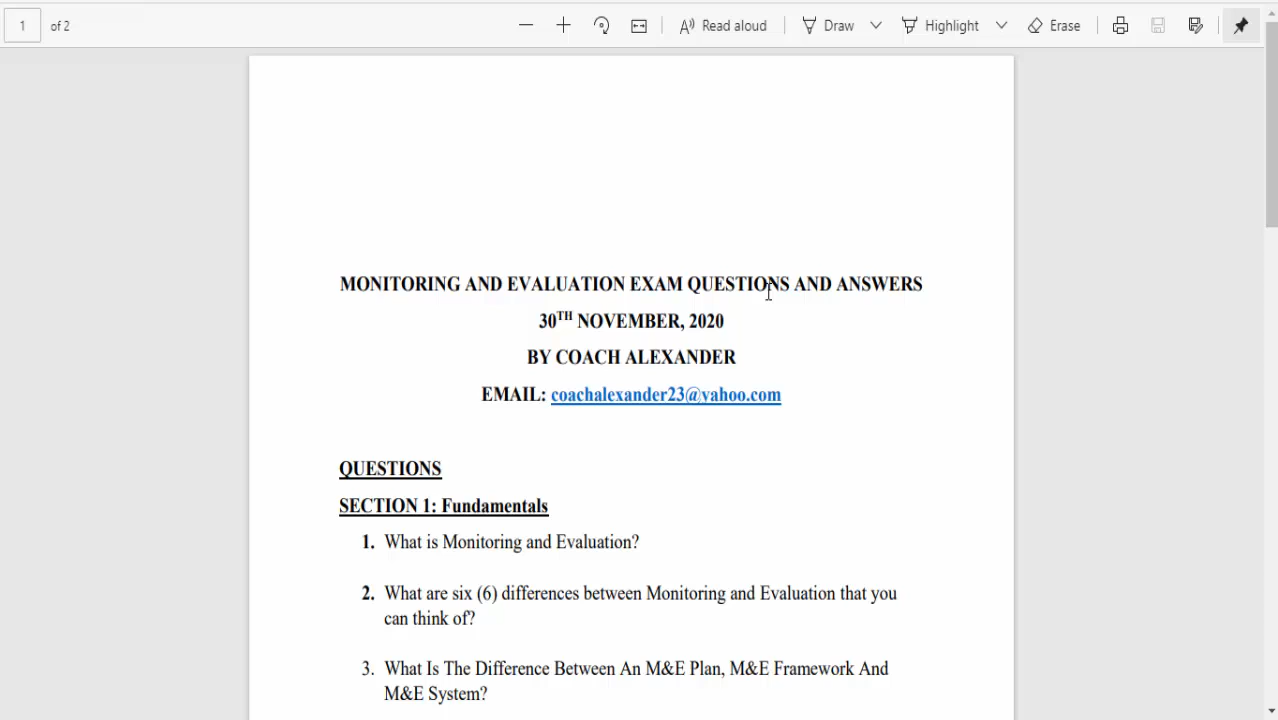 1 of 2 Read aloud Draw Highlight Erase
MONITORING AND EVALUATION EXAM QUESTIONS AND ANSWERS
30TH NOVEMBER, 2020
BY COACH ALEXANDER
EMAIL: coachalexander23@yahoo.com
QUESTIONS
SECTION 1: Fundamentals
1. What is Monitoring and Evaluation?
2. What are six (6) differences between Monitoring and Evaluation that you
can think of?
3. What Is The Difference Between An M&E Plan, M&E Framework And
M&E System?